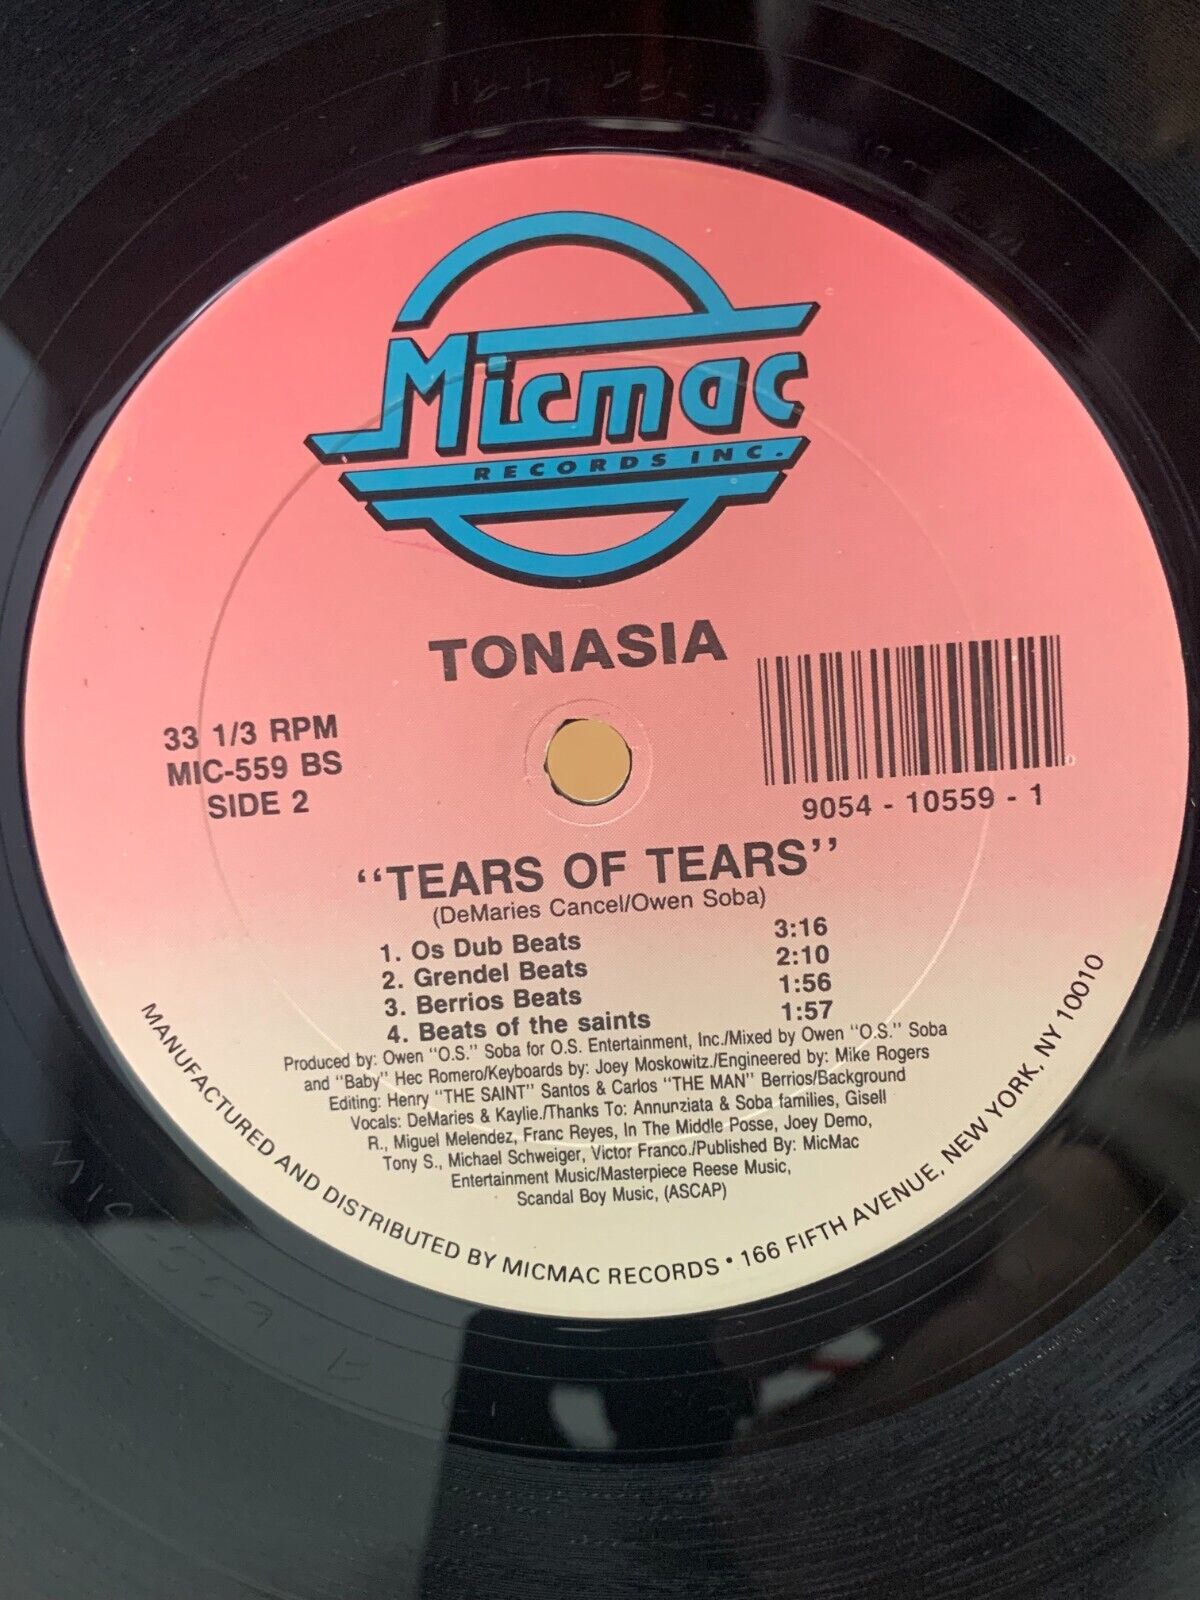 Micmac
RECORDS INC.
TONASIA
33 1/3 RPM
MIC-559 BS
SIDE 2
9054 - 10559 - 1
0
"TEARS OF TEARS"
(DeMaries Cancel/Owen Soba)
1. Os Dub Beats 3:16
2. Grendel Beats 2:10
3. Berrios Beats 1:56
4. Beats of the saints 1:57
Produced by: Owen "O.S." Soba for O.S. Entertainment, Inc./Mixed by Owen "O.S." Soba
and "Baby" Hec Romero/Keyboards by: Joey Moskowitz./Engineered by: Mike Rogers
Editing: Henry "THE SAINT" Santos & Carlos "THE MAN" Berrios/Background
Vocals: DeMaries & Kaylie./Thanks To: Annunziata & Soba families, Gisell
R., Miguel Melendez, Franc Reyes, In The Middle Posse, Joey Demo,
Tony S., Michael Schweiger, Victor Franco./Published By: MicMac
Entertainment Music/Masterpiece Reese Music,
Scandal Boy Music, (ASCAP)
MANUFACTURED AND DISTRIBUTED BY MICMAC RECORDS • 166 FIFTH AVENUE, NEW YORK, NY 10010
MIC 559